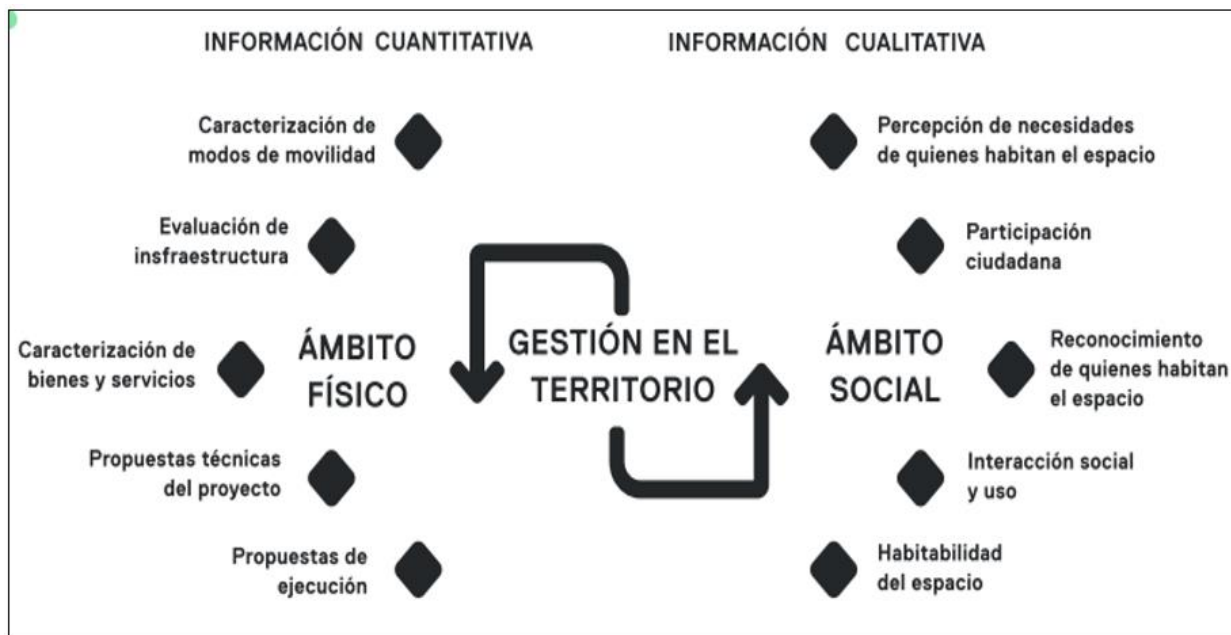 INFORMACIÓN CUANTITATIVA
Caracterización de
modos de movilidad
Evaluación de
insfraestructura
Caracterización de
bienes y servicios
Propuestas técnicas
del proyecto
Propuestas de
ejecución
ÁMBITO
FÍSICO
GESTIÓN EN EL
TERRITORIO
INFORMACIÓN CUALITATIVA
ÁMBITO
SOCIAL
Percepción de necesidades
de quienes habitan el espacio
Participación
ciudadana
Reconocimiento
de quienes habitan
el espacio
Interacción social
y uso
Habitabilidad
del espacio